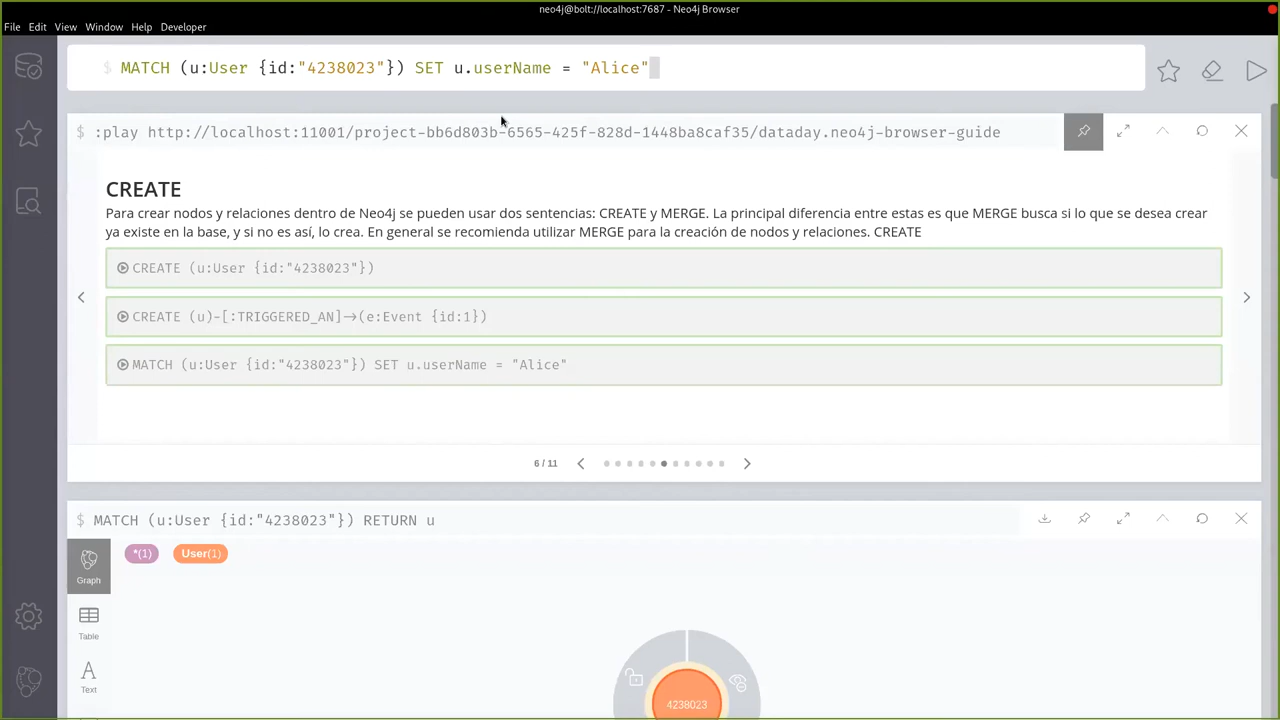 neo4j@bolt://localhost:7687 - Neo4j Browser
File Edit View Window Help Developer
$ MATCH (u:User {id:"4238023"}) SET u.userName = "Alice"
$ :play http://localhost:11001/project-bb6d803b-6565-425f-828d-1448ba8caf35/dataday.neo4j-browser-guide
CREATE
Para crear nodos y relaciones dentro de Neo4j se pueden usar dos sentencias: CREATE y MERGE. La principal diferencia entre estas es que MERGE busca si lo que se desea crear
ya existe en la base, y si no es así, lo crea. En general se recomienda utilizar MERGE para la creación de nodos y relaciones. CREATE
CREATE (u:User {id:"4238023"})
CREATE (u)-[:TRIGGERED_AN]->(e:Event {id:1})
MATCH (u:User {id:"4238023"}) SET u.userName = "Alice"
6 / 11
$ MATCH (u:User {id:"4238023"}) RETURN u
*(1) User(1)
Graph
Table
A
Text
4238023